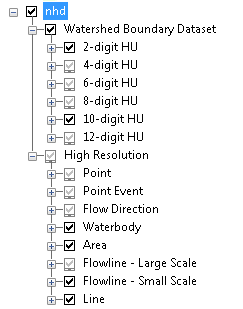 nhd
Watershed Boundary Dataset
2-digit HU
4-digit HU
6-digit HU
8-digit HU
10-digit HU
12-digit HU
High Resolution
Point
Point Event
Flow Direction
Waterbody
Area
Flowline - Large Scale
Flowline - Small Scale
Line